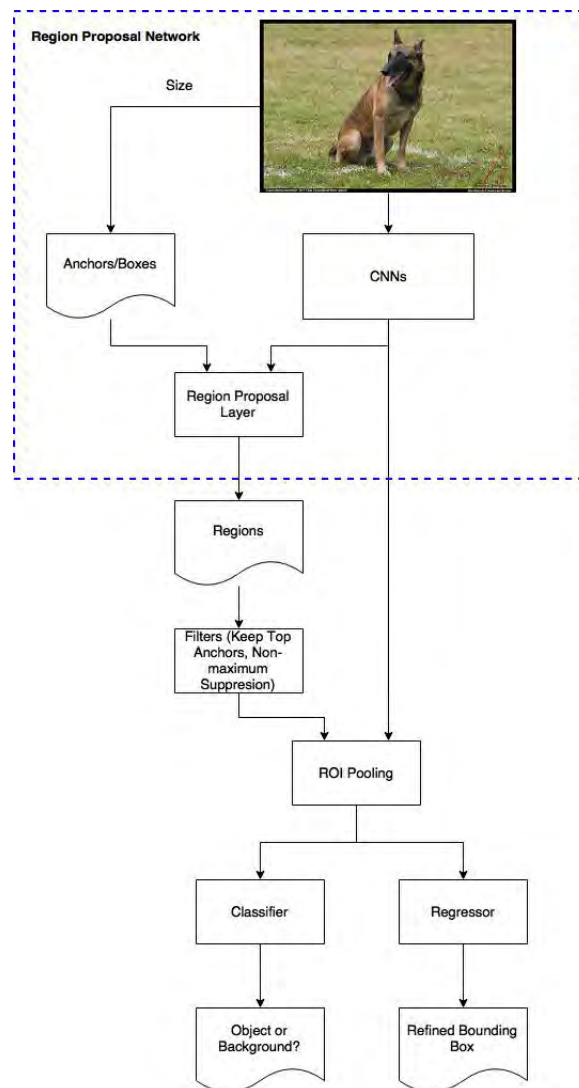 Region Proposal Network
Size
Anchors/Boxes
CNNs
Region Proposal
Layer
Regions
Filters (Keep Top
Anchors, Non-
maximum
Suppresion)
ROI Pooling
Classifier
Regressor
Object or
Background?
Refined Bounding
Box